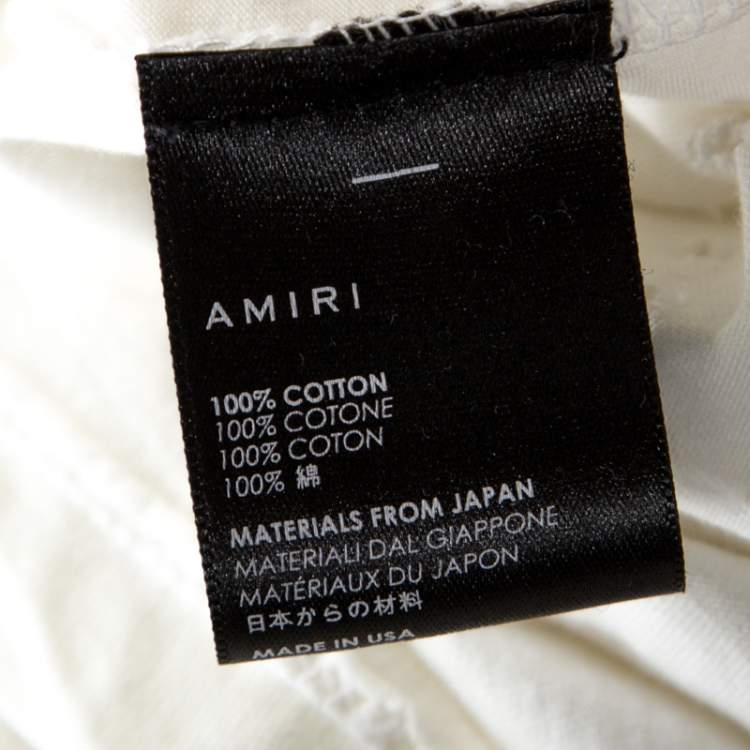 AMIRI
100% COTTON
100% COTONE
100% COTON
100% 綿
MATERIALS FROM JAPAN
MATERIALI DAL GIAPPONE
MATÉRIAUX DU JAPON
日本からの材料
MADE IN USA